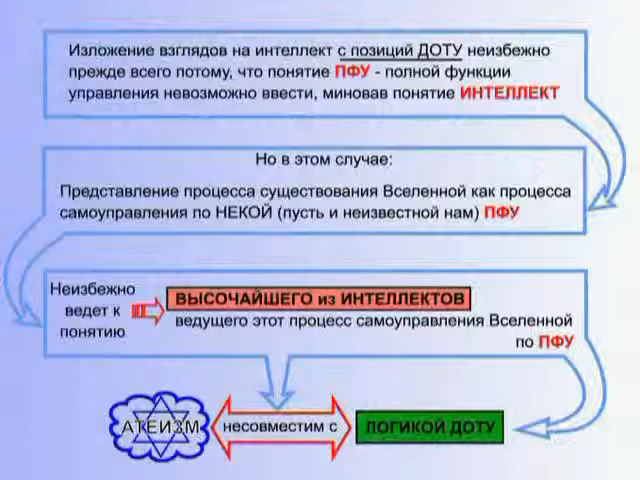 Изложение взглядов на интеллект с позиций ДОТУ неизбежно
прежде всего потому, что понятие ПФУ - полной функции
управления невозможно ввести, миновав понятие ИНТЕЛЛЕКТ
Но в этом случае:
Представление процесса существования Вселенной как процесса
самоуправления по НЕКОЙ (пусть и неизвестной нам) ПФУ
Неизбежно
ведет к
понятию
ВЫСОЧАЙШЕГО из ИНТЕЛЛЕКТОВ
ведущего этот процесс самоуправления Вселенной
по ПФУ
АТЕИЗМ
несовместим с
ЛОГИКОЙ ДОТУ